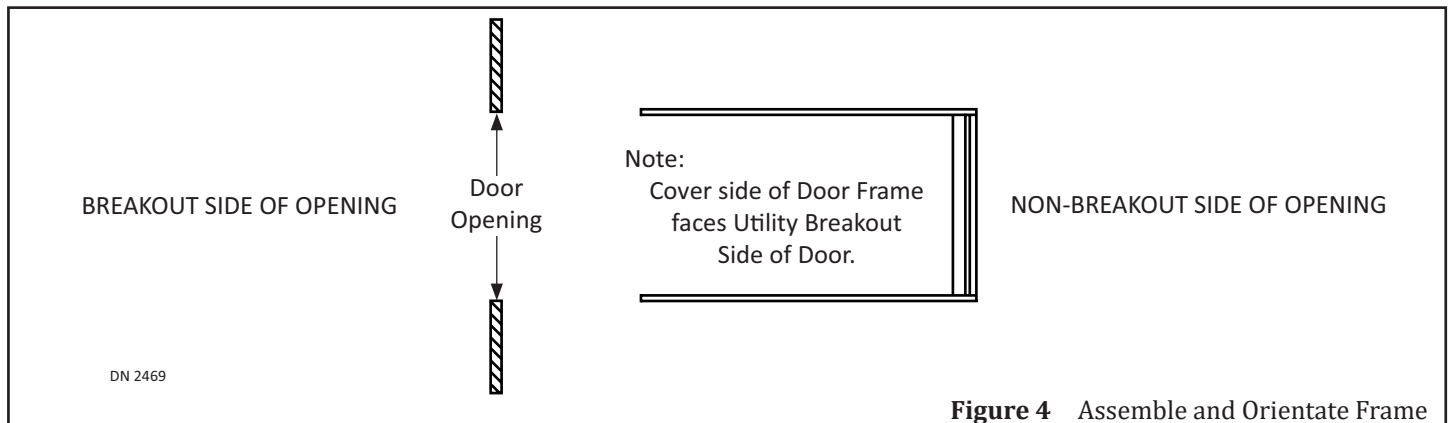 BREAKOUT SIDE OF OPENING
Door
Opening
Note:
Cover side of Door Frame
faces Utility Breakout
Side of Door.
NON-BREAKOUT SIDE OF OPENING
DN 2469
Figure 4 Assemble and Orientate Frame